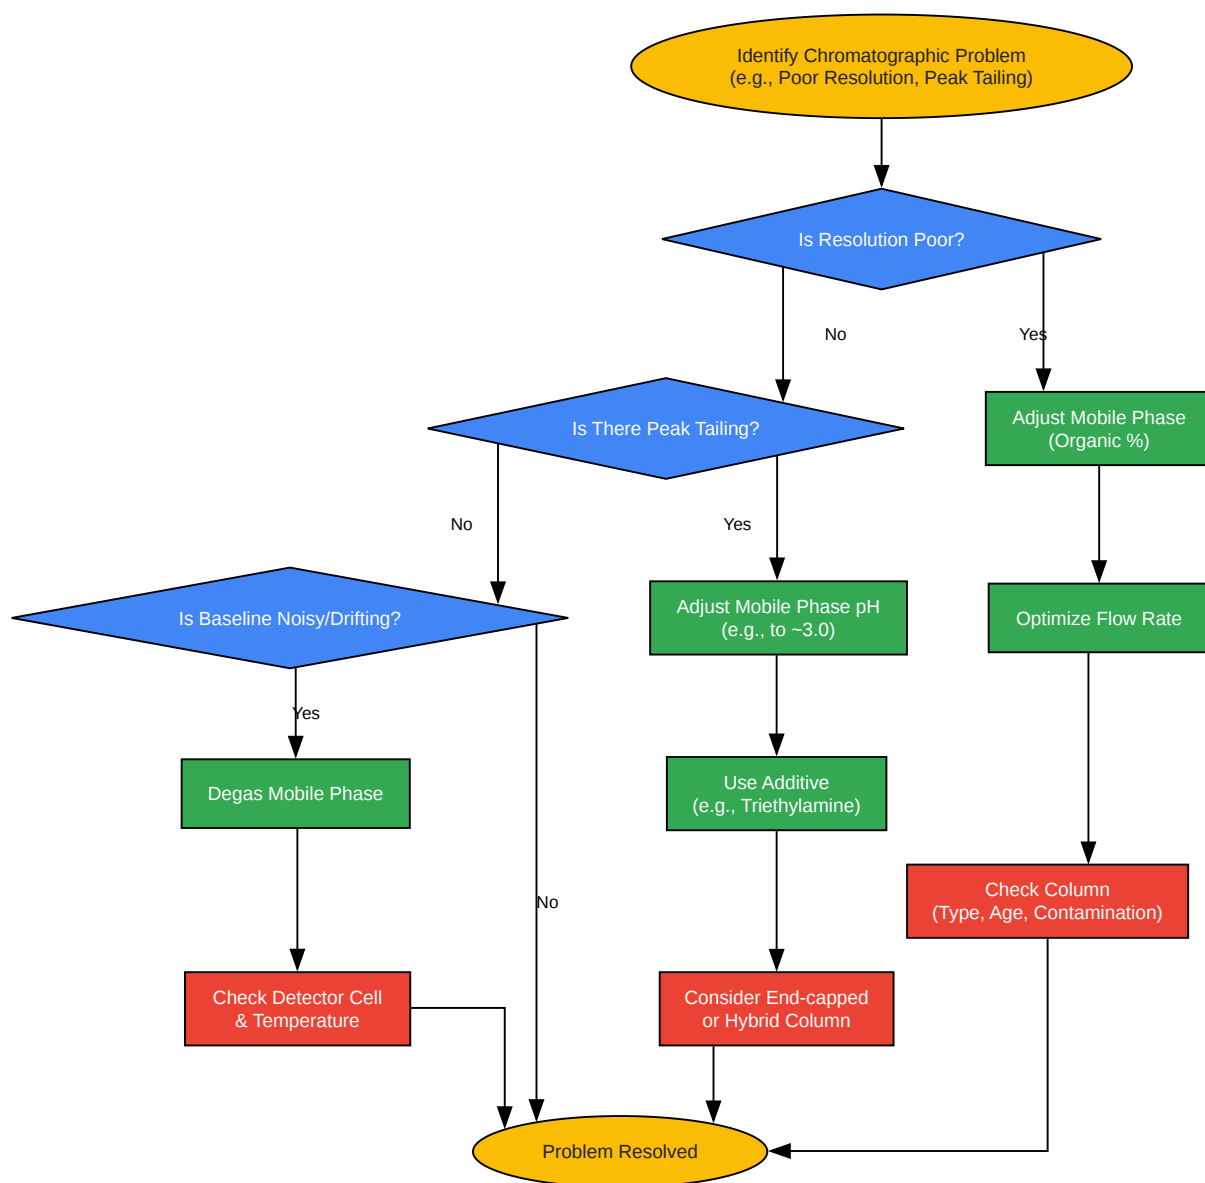 Identify Chromatographic Problem
(e.g., Poor Resolution, Peak Tailing)
Is Resolution Poor?
No
Yes
Is There Peak Tailing?
Adjust Mobile Phase
(Organic %)
No
Yes
Is Baseline Noisy/Drifting?
Adjust Mobile Phase pH
(e.g., to ~3.0)
Optimize Flow Rate
Yes
Degas Mobile Phase
Use Additive
(e.g., Triethylamine)
No
Check Column
(Type, Age, Contamination)
Check Detector Cell
& Temperature
Consider End-capped
or Hybrid Column
Problem Resolved